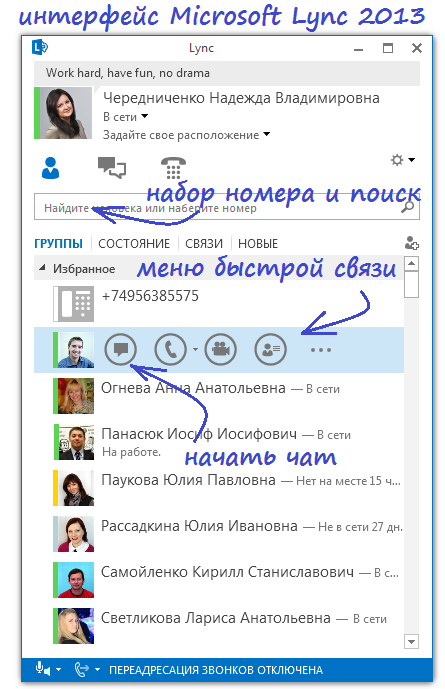 интерфейс Microsoft Lync 2013
Lync
Work hard, have fun, no drama
Чередниченко Надежда Владимировна
В сети
Задайте свое расположение
набор номера и поиск
Найдите человека или наберите номер
ГРУППЫ СОСТОЯНИЕ СВЯЗИ НОВЫЕ
Избранное
меню быстрой связи
+74956385575
Огнева Анна Анатольевна — В сети
Панасюк Иосиф Иосифович — В сети
На работе.
начать чат
Паукова Юлия Павловна — Нет на месте 15 ч...
Рассадкина Юлия Ивановна — Не в сети 27 дн.
Самойленко Кирилл Станиславович — В с...
Светликова Лариса Анатольевна — В сети
ПЕРЕАДРЕСАЦИЯ ЗВОНКОВ ОТКЛЮЧЕНА